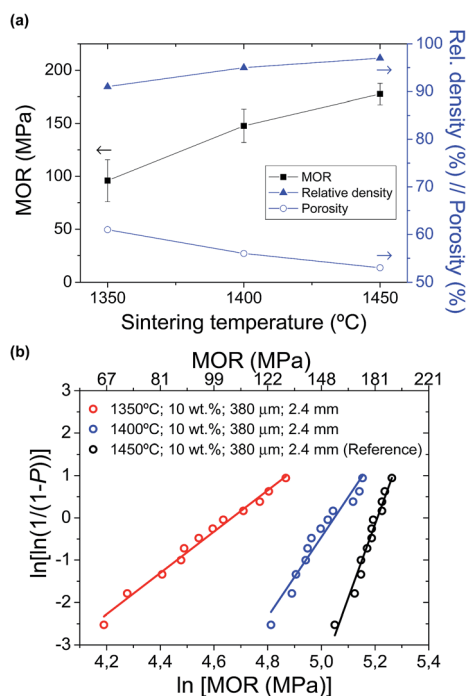 (a)
MOR (MPa)
200
150
100
50
0
100
90
80
70
60
50
Rel. density (%) // Porosity (%)
MOR
Relative density
Porosity
1350
1400
1450
Sintering temperature (ºC)
(b)
MOR (MPa)
67
81
99
122
148
181
221
ln[ln(1/(1-P))]
3
2
1
0
-1
-2
-3
1350ºC; 10 wt.%; 380 μm; 2.4 mm
1400ºC; 10 wt.%; 380 μm; 2.4 mm
1450ºC; 10 wt.%; 380 μm; 2.4 mm (Reference)
4,2
4,4
4,6
4,8
5,0
5,2
5,4
ln [MOR (MPa)]